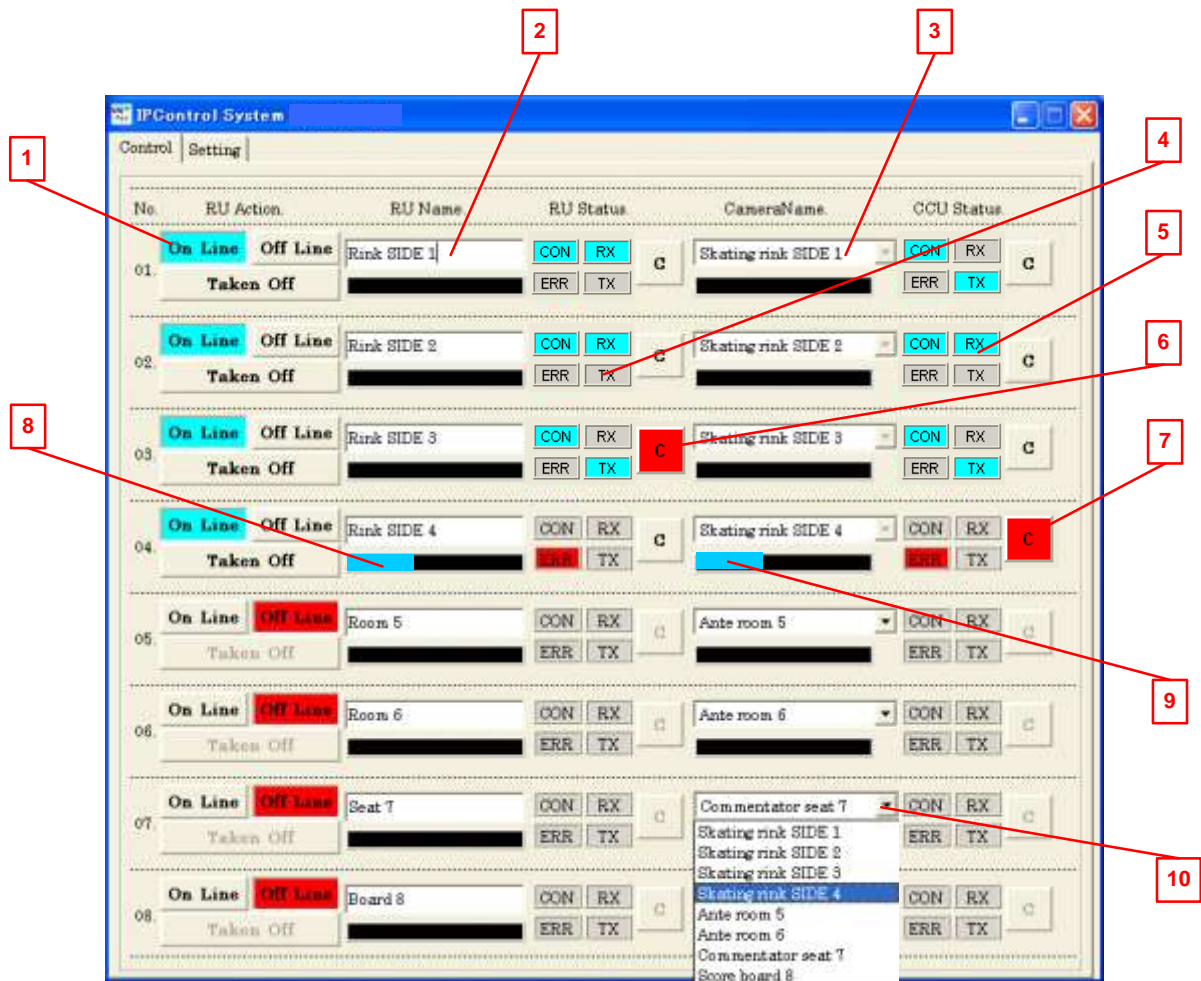 2 3
IPControl System
4
Control Setting
1
No. RU Action. RU Name. RU Status. CameraName. CCU Status.
5
On Line Off Line Rink SIDE 1 CON RX C Skating rink SIDE 1 CON RX C
01. Taken Off ERR TX ERR TX
6
On Line Off Line Rink SIDE 2 CON RX C Skating rink SIDE 2 CON RX C
02. Taken Off ERR TX ERR TX
8
7
On Line Off Line Rink SIDE 3 CON RX C Skating rink SIDE 3 CON RX C
03. Taken Off ERR TX ERR TX
On Line Off Line Rink SIDE 4 CON RX C Skating rink SIDE 4 CON RX C
04. Taken Off ERR TX ERR TX
On Line Off Line Room 5 CON RX C Ante room 5 CON RX C
05. Taken Off ERR TX ERR TX
9
On Line Off Line Room 6 CON RX C Ante room 6 CON RX C
06. Taken Off ERR TX ERR TX
On Line Off Line Seat 7 CON RX C Commentator seat 7 CON RX C
07. Taken Off ERR TX Skating rink SIDE 1 ERR TX
Skating rink SIDE 2
Skating rink SIDE 3
10
On Line Off Line Board 8 CON RX C Skating rink SIDE 4 CON RX C
08. Taken Off ERR TX Ante room 5 ERR TX
Ante room 6
Commentator seat 7
Score board 8